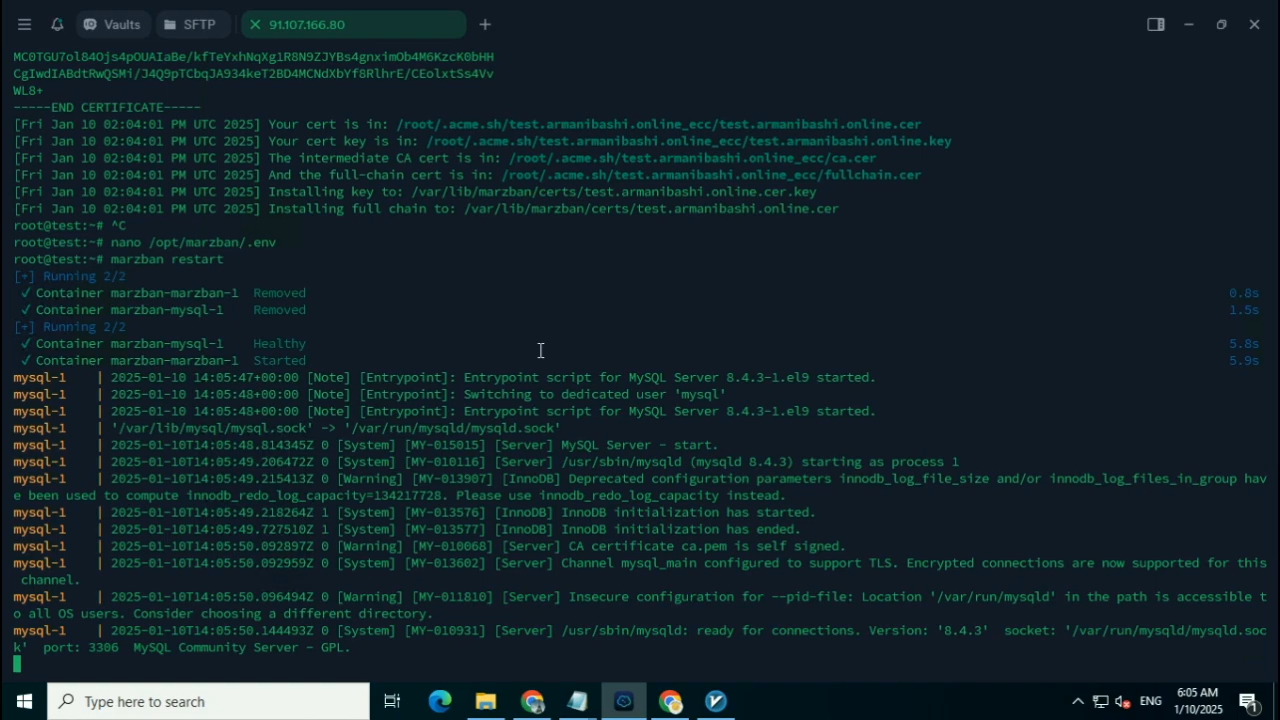 Vaults
SFTP
91.107.166.80
MC0TGU7ol84Ojs4pOUAIaBe/kfTeYxhNqXg1R8N9ZJYBs4gnximOb4M6KzcK0bHH
CgIwdIABdtRwQSMi/J4Q9pTCbqJA934keT2BD4MCNdXbYf8RlhrE/CEolxtSs4Vv
WL8+
-----END CERTIFICATE-----
[Fri Jan 10 02:04:01 PM UTC 2025] Your cert is in: /root/.acme.sh/test.armanibashi.online_ecc/test.armanibashi.online.cer
[Fri Jan 10 02:04:01 PM UTC 2025] Your cert key is in: /root/.acme.sh/test.armanibashi.online_ecc/test.armanibashi.online.key
[Fri Jan 10 02:04:01 PM UTC 2025] The intermediate CA cert is in: /root/.acme.sh/test.armanibashi.online_ecc/ca.cer
[Fri Jan 10 02:04:01 PM UTC 2025] And the full-chain cert is in: /root/.acme.sh/test.armanibashi.online_ecc/fullchain.cer
[Fri Jan 10 02:04:01 PM UTC 2025] Installing key to: /var/lib/marzban/certs/test.armanibashi.online.cer.key
[Fri Jan 10 02:04:01 PM UTC 2025] Installing full chain to: /var/lib/marzban/certs/test.armanibashi.online.cer
root@test:~# ^C
root@test:~# nano /opt/marzban/.env
root@test:~# marzban restart
[+] Running 2/2
✓ Container marzban-marzban-1  Removed 0.8s
✓ Container marzban-mysql-1    Removed 1.5s
[+] Running 2/2
✓ Container marzban-mysql-1    Healthy 5.8s
✓ Container marzban-marzban-1  Started 5.9s
mysql-1    | 2025-01-10 14:05:47+00:00 [Note] [Entrypoint]: Entrypoint script for MySQL Server 8.4.3-1.el9 started.
mysql-1    | 2025-01-10 14:05:48+00:00 [Note] [Entrypoint]: Switching to dedicated user 'mysql'
mysql-1    | 2025-01-10 14:05:48+00:00 [Note] [Entrypoint]: Entrypoint script for MySQL Server 8.4.3-1.el9 started.
mysql-1    | '/var/lib/mysql/mysql.sock' -> '/var/run/mysqld/mysqld.sock'
mysql-1    | 2025-01-10T14:05:48.814345Z 0 [System] [MY-015015] [Server] MySQL Server - start.
mysql-1    | 2025-01-10T14:05:49.206472Z 0 [System] [MY-010116] [Server] /usr/sbin/mysqld (mysqld 8.4.3) starting as process 1
mysql-1    | 2025-01-10T14:05:49.215413Z 0 [Warning] [MY-013907] [InnoDB] Deprecated configuration parameters innodb_log_file_size and/or innodb_log_files_in_group hav
e been used to compute innodb_redo_log_capacity=134217728. Please use innodb_redo_log_capacity instead.
mysql-1    | 2025-01-10T14:05:49.218264Z 1 [System] [MY-013576] [InnoDB] InnoDB initialization has started.
mysql-1    | 2025-01-10T14:05:49.727510Z 1 [System] [MY-013577] [InnoDB] InnoDB initialization has ended.
mysql-1    | 2025-01-10T14:05:50.092897Z 0 [Warning] [MY-010068] [Server] CA certificate ca.pem is self signed.
mysql-1    | 2025-01-10T14:05:50.092959Z 0 [System] [MY-013602] [Server] Channel mysql_main configured to support TLS. Encrypted connections are now supported for this
channel.
mysql-1    | 2025-01-10T14:05:50.096494Z 0 [Warning] [MY-011810] [Server] Insecure configuration for --pid-file: Location '/var/run/mysqld' in the path is accessible t
o all OS users. Consider choosing a different directory.
mysql-1    | 2025-01-10T14:05:50.144493Z 0 [System] [MY-010931] [Server] /usr/sbin/mysqld: ready for connections. Version: '8.4.3'  socket: '/var/run/mysqld/mysqld.soc
k'  port: 3306  MySQL Community Server - GPL.
Type here to search
ENG
6:05 AM
1/10/2025
1